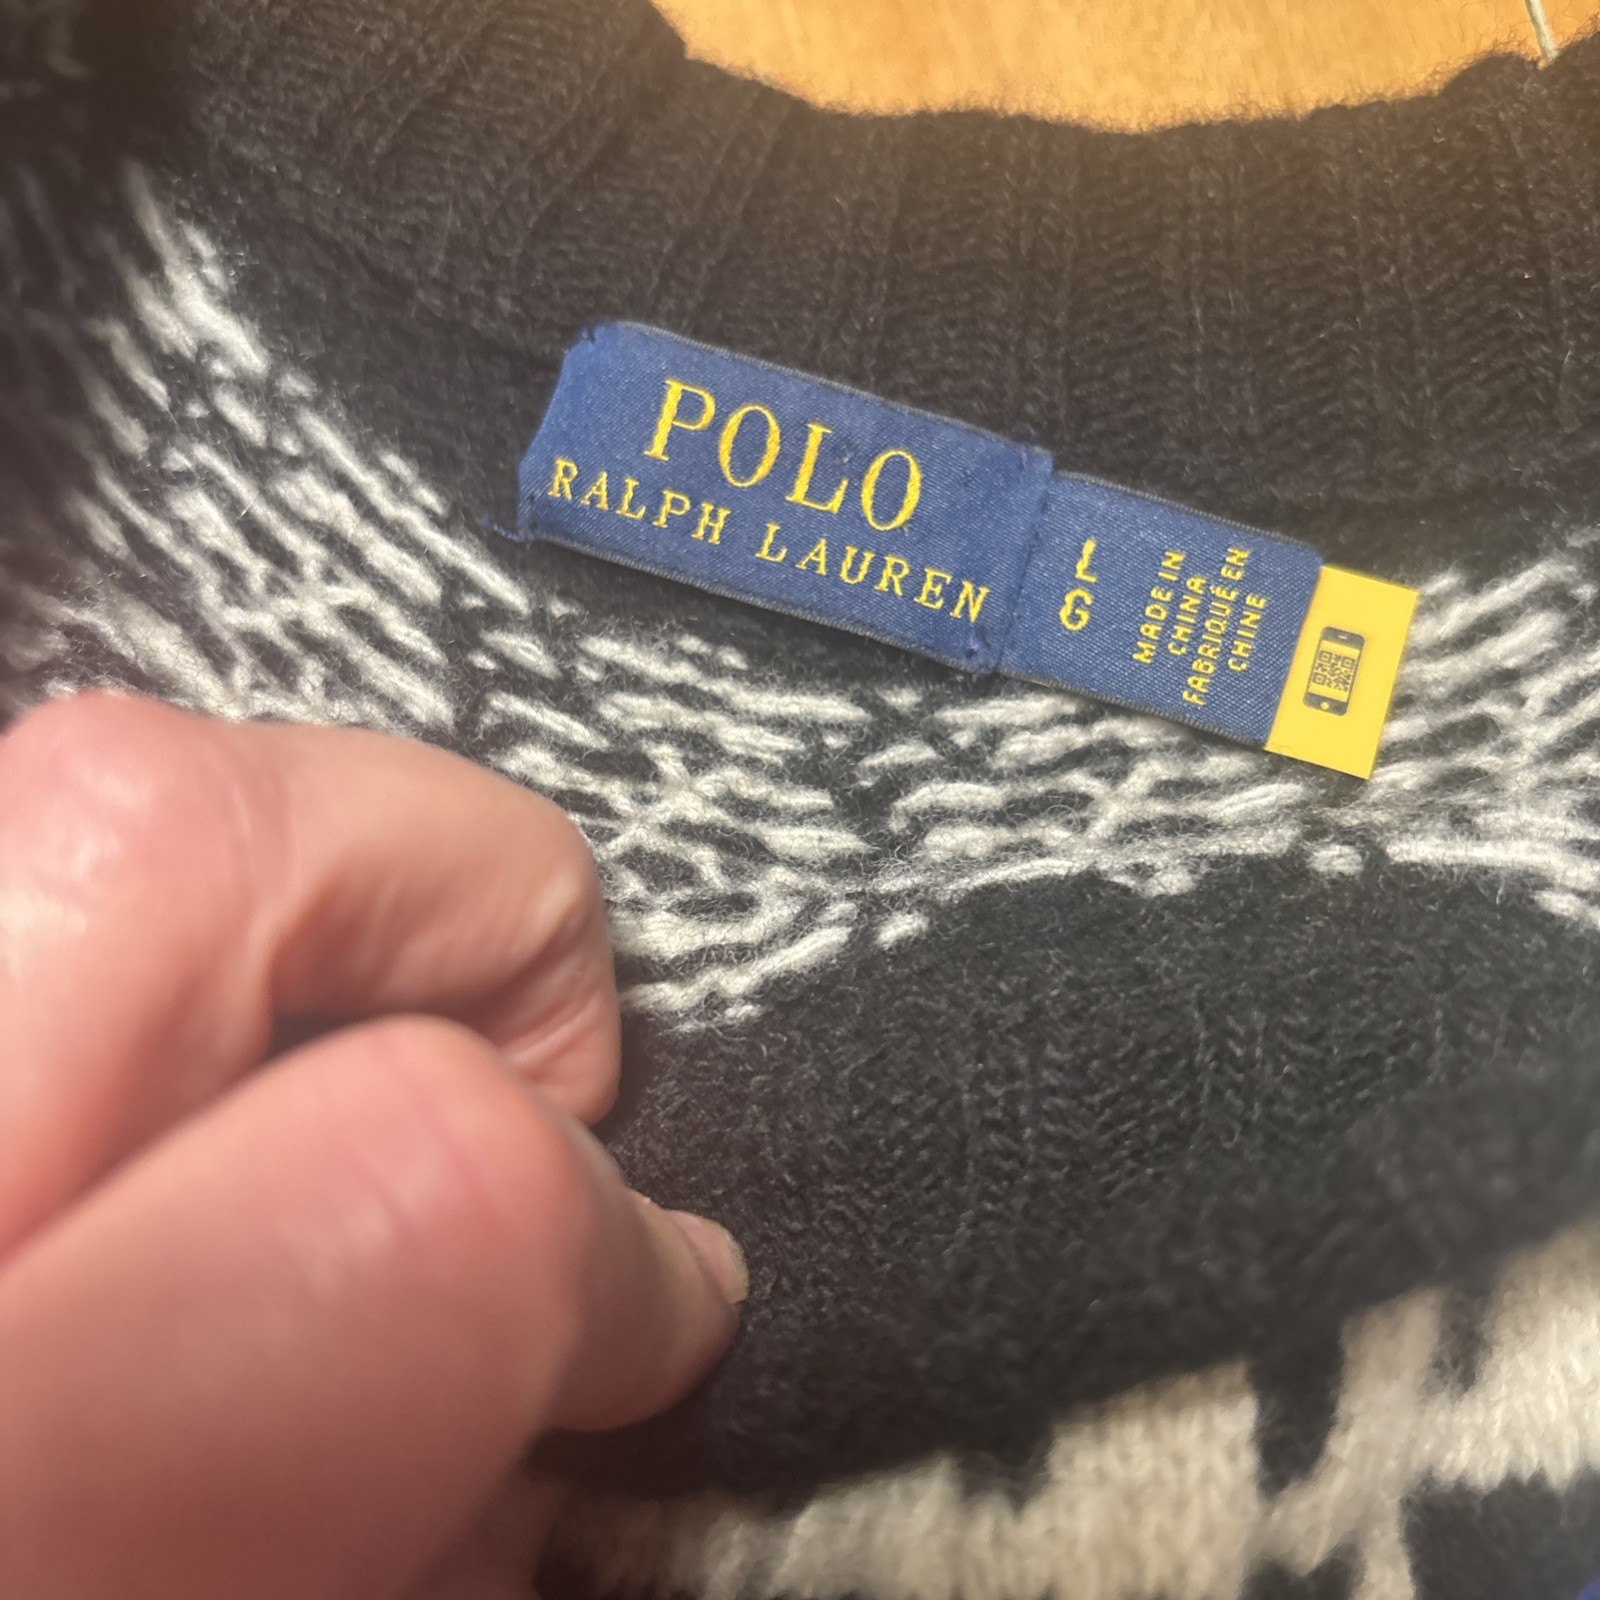 POLO
RALPH LAUREN
L
G
MADE IN
CHINA
FABRIQUÉ EN
CHINE